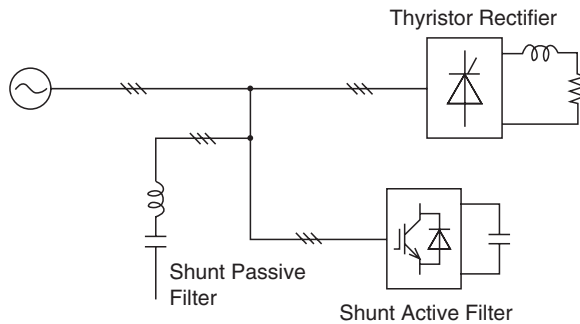 Thyristor Rectifier
Shunt Passive
Filter
Shunt Active Filter